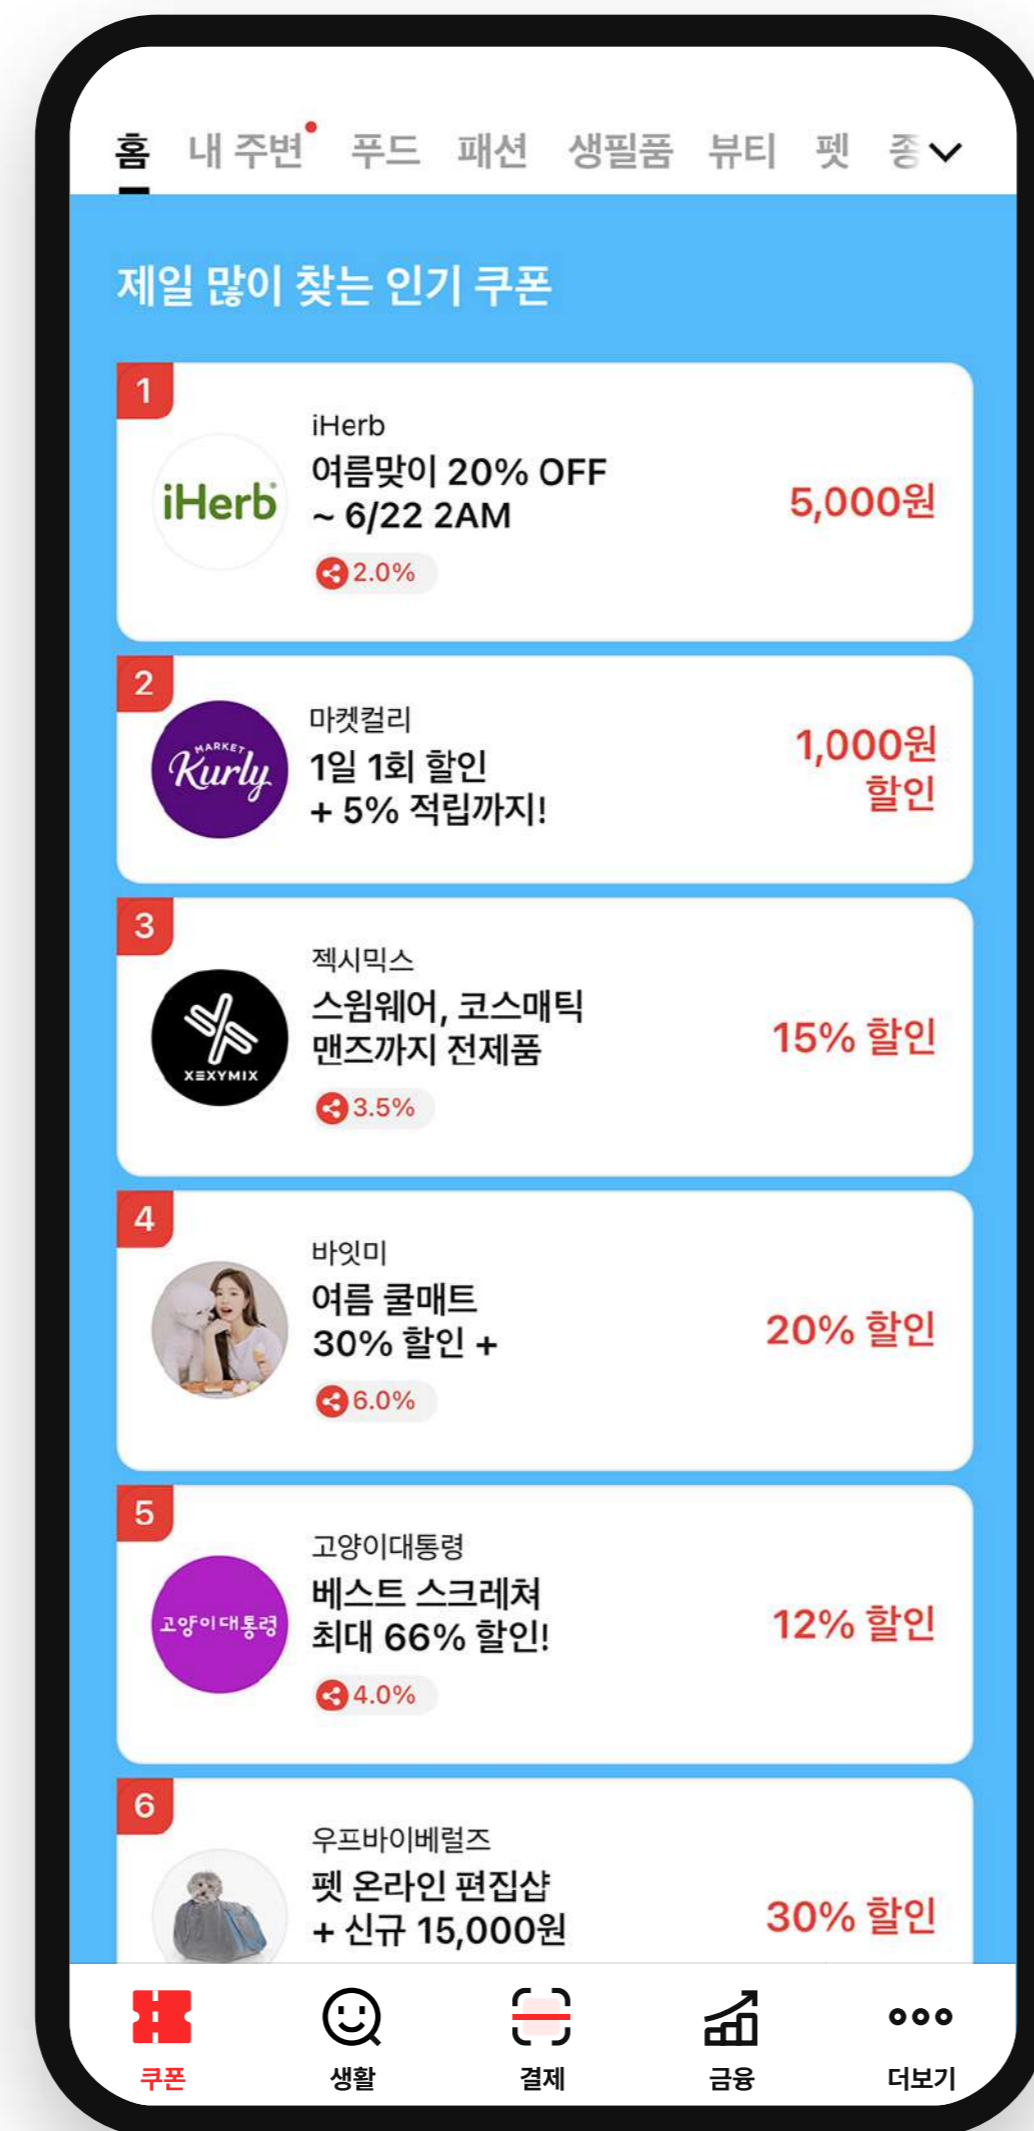 홈 내 주변 푸드 패션 생필품 뷰티 펫
제일 많이 찾는 인기 쿠폰
1
iHerb
iHerb
여름맞이 20% OFF
~ 6/22 2AM
2.0%
5,000원
2
MARKET
Kurly
마켓컬리
1일 1회 할인
+ 5% 적립까지!
1,000원
할인
3
XEXYMIX
젝시믹스
스윔웨어, 코스매틱
맨즈까지 전제품
3.5%
15% 할인
4
바잇미
여름 쿨매트
30% 할인 +
6.0%
20% 할인
5
고양이대통령
고양이대통령
베스트 스크레쳐
최대 66% 할인!
4.0%
12% 할인
6
우프바이베럴즈
펫 온라인 편집샵
+ 신규 15,000원
30% 할인
쿠폰 생활 결제 금융 더보기